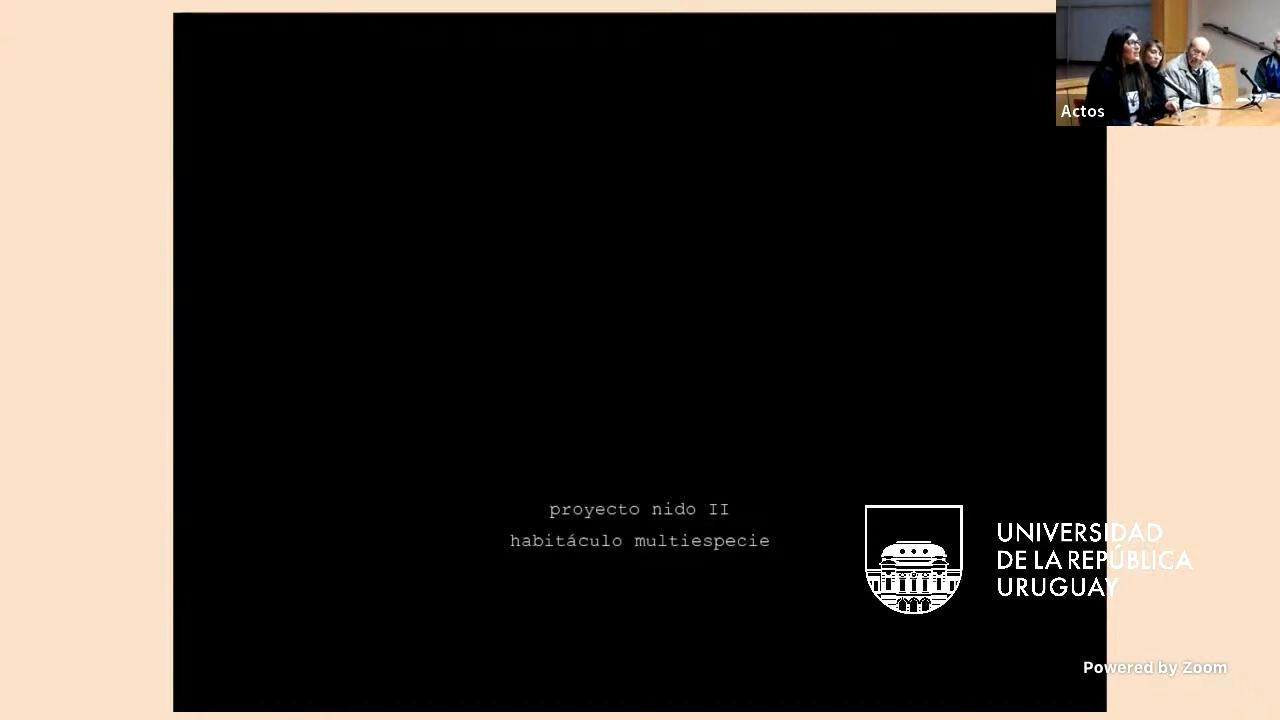 Actos
proyecto nido II
habitáculo multiespecie
UNIVERSIDAD
DE LA REPÚBLICA
URUGUAY
Powered by Zoom